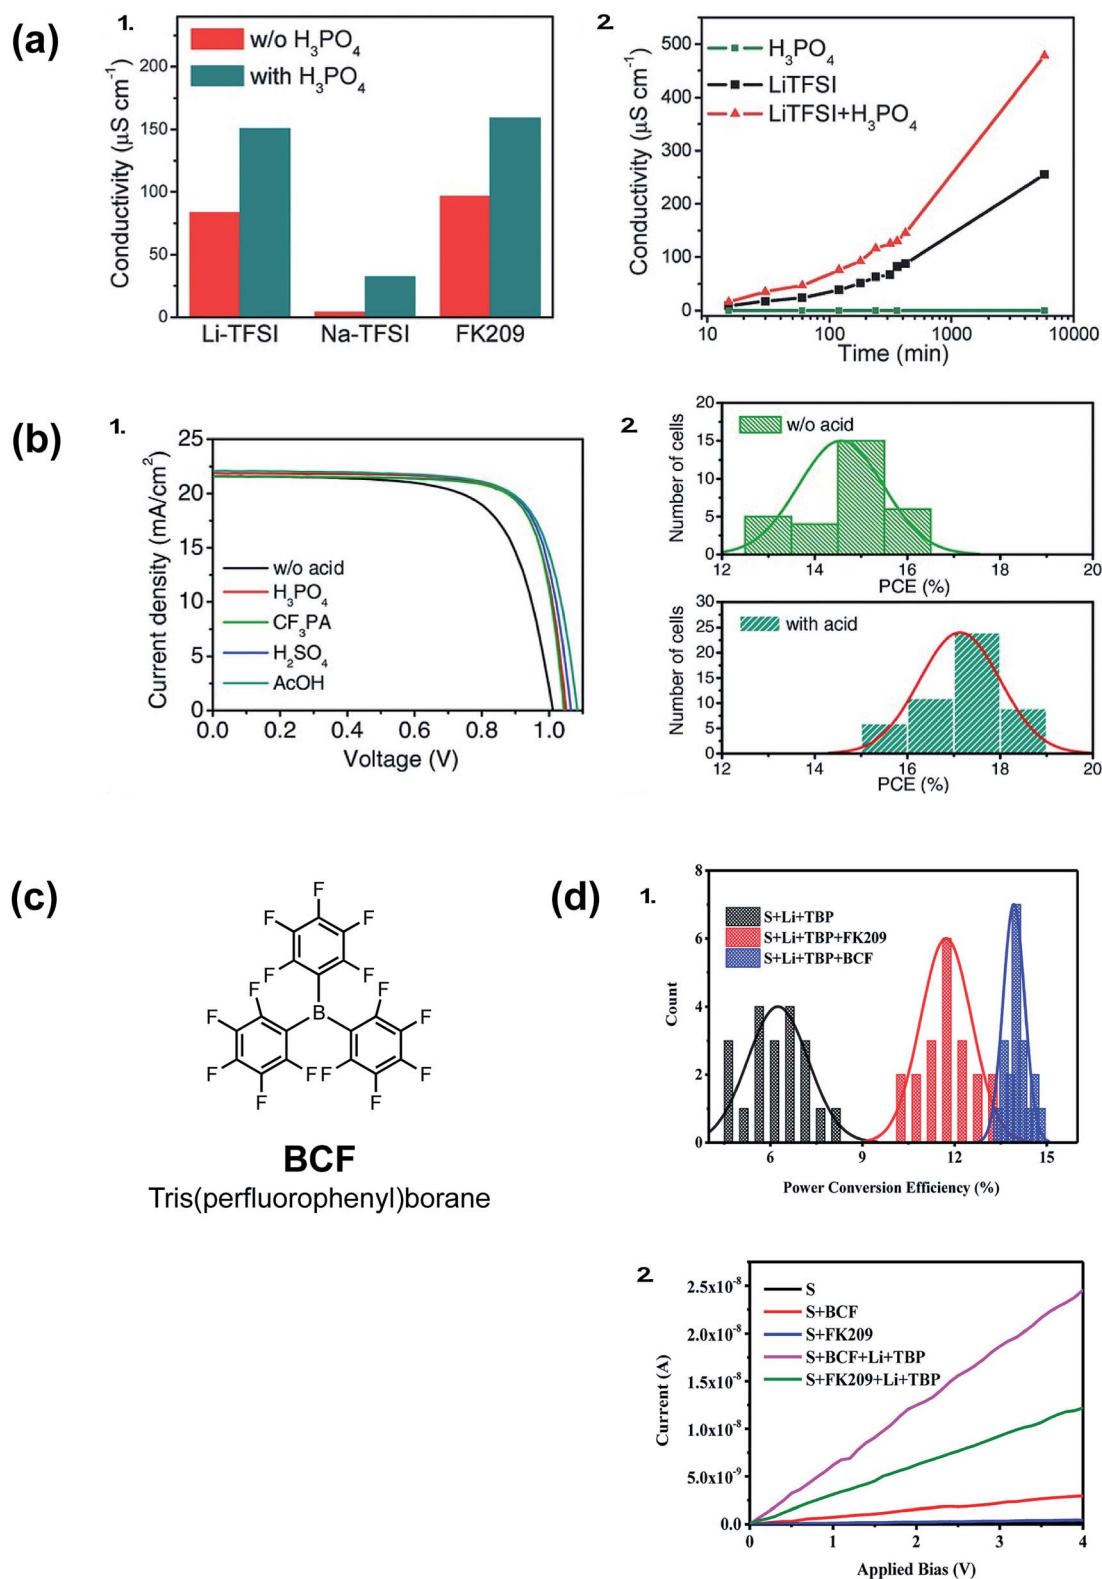 (a)
1.
w/o H₃PO₄
with H₃PO₄
Conductivity (μS cm⁻¹)
200
150
100
50
0
Li-TFSI Na-TFSI FK209
2.
H₃PO₄
LiTFSI
LiTFSI+H₃PO₄
Conductivity (μS cm⁻¹)
500
400
300
200
100
0
10 100 1000 10000
Time (min)
(b)
1.
Current density (mA/cm²)
25
20
15
10
5
0
w/o acid
H₃PO₄
CF₃PA
H₂SO₄
AcOH
0.0 0.2 0.4 0.6 0.8 1.0
Voltage (V)
2.
Number of cells
20
15
10
5
0
w/o acid
12 14 16 18 20
PCE (%)
Number of cells
30
25
20
15
10
5
0
with acid
12 14 16 18 20
PCE (%)
(c)
F
F F
F F
F B F
F F F
F F F F F
F F
BCF
Tris(perfluorophenyl)borane
(d)
1.
Count
8
6
4
2
0
S+Li+TBP
S+Li+TBP+FK209
S+Li+TBP+BCF
6 9 12 15
Power Conversion Efficiency (%)
2.
Current (A)
2.5x10⁻⁸
2.0x10⁻⁸
1.5x10⁻⁸
1.0x10⁻⁸
5.0x10⁻⁹
0.0
S
S+BCF
S+FK209
S+BCF+Li+TBP
S+FK209+Li+TBP
0 1 2 3 4
Applied Bias (V)